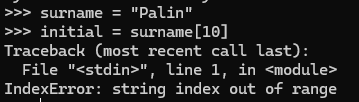 >>> surname = "Palin"
>>> initial = surname[10]
Traceback (most recent call last):
  File "<stdin>", line 1, in <module>
IndexError: string index out of range